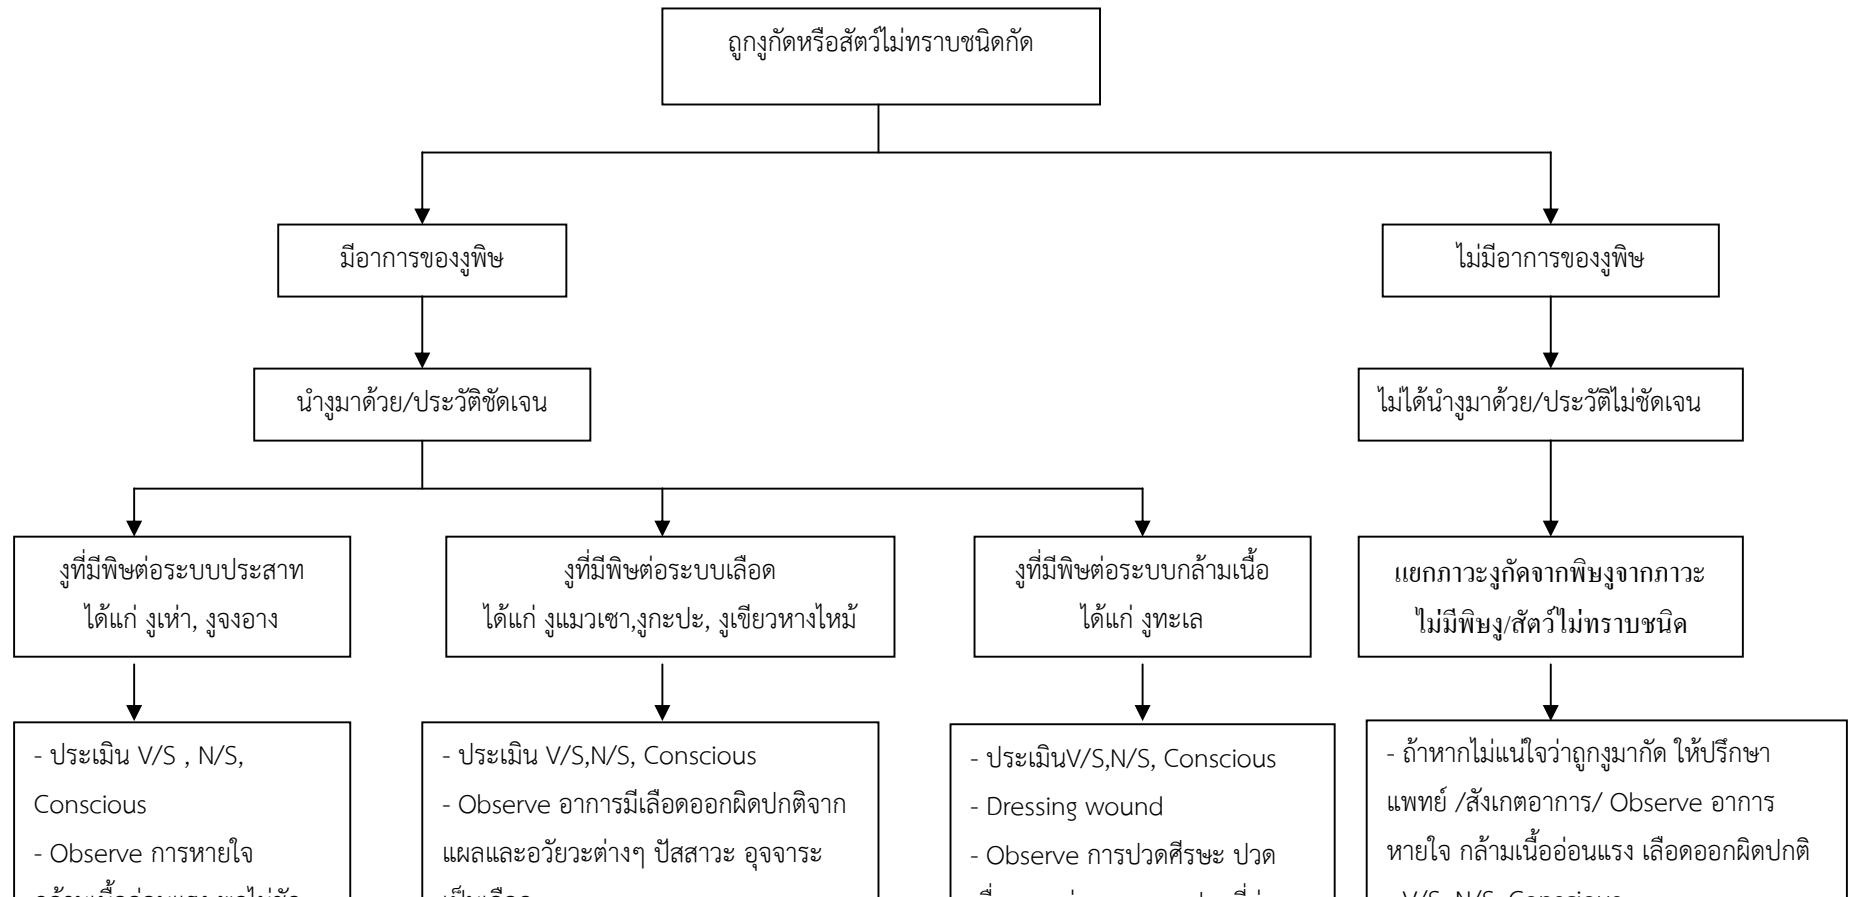 ถูกงูกัดหรือสัตว์ไม่ทราบชนิดกัด
มีอาการของงูพิษ
ไม่มีอาการของงูพิษ
นำงูมาด้วย/ประวัติชัดเจน
ไม่ได้นำงูมาด้วย/ประวัติไม่ชัดเจน
งูที่มีพิษต่อระบบประสาท
ได้แก่ งูเห่า, งูจงอาง
งูที่มีพิษต่อระบบเลือด
ได้แก่ งูแมวเซา,งูกะปะ, งูเขียวหางไหม้
งูที่มีพิษต่อระบบกล้ามเนื้อ
ได้แก่ งูทะเล
แยกภาวะงูกัดจากพิษงูจากภาวะ
ไม่มีพิษงู/สัตว์ไม่ทราบชนิด
- ประเมิน V/S , N/S,
Conscious
- Observe การหายใจ
- ประเมิน V/S,N/S, Conscious
- Observe อาการมีเลือดออกผิดปกติจาก
แผลและอวัยวะต่างๆ ปัสสาวะ อุจจาระ
- ประเมินV/S,N/S, Conscious
- Dressing wound
- Observe การปวดศีรษะ ปวด
- ถ้าหากไม่แน่ใจว่าถูกงูมากัด ให้ปรึกษา
แพทย์ /สังเกตอาการ/ Observe อาการ
หายใจ กล้ามเนื้ออ่อนแรง เลือดออกผิดปกติ
- V/S, N/S, Conscious